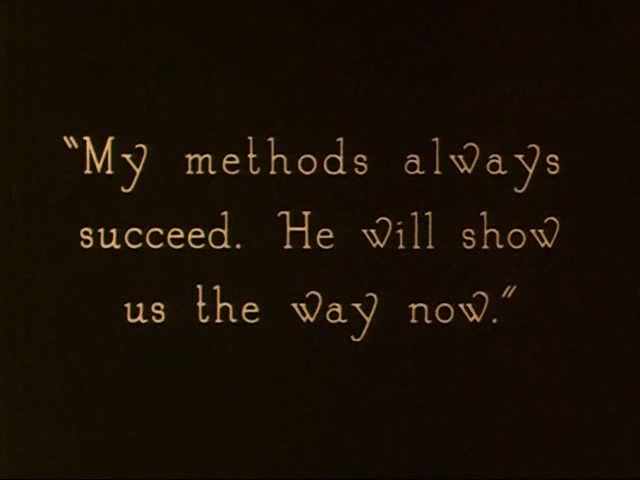 “My methods always
succeed. He will show
us the way now.”